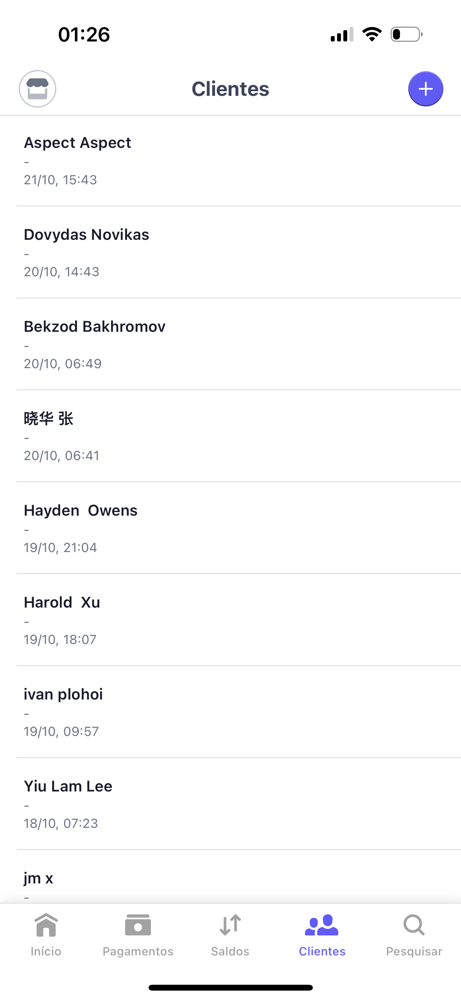 01:26
Clientes
Aspect Aspect
-
21/10, 15:43
Dovydas Novikas
-
20/10, 14:43
Bekzod Bakhromov
-
20/10, 06:49
晓华 张
-
20/10, 06:41
Hayden  Owens
-
19/10, 21:04
Harold  Xu
-
19/10, 18:07
ivan plohoi
-
19/10, 09:57
Yiu Lam Lee
-
18/10, 07:23
jm x
-
Início
Pagamentos
Saldos
Clientes
Pesquisar